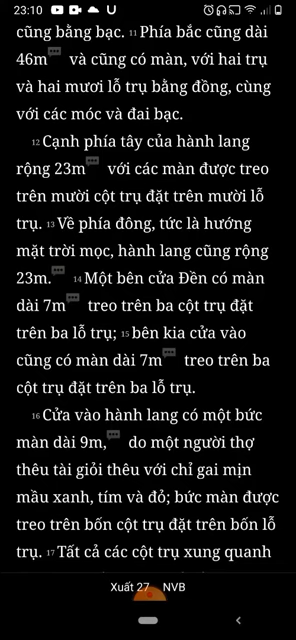 23:10
cũng bằng bạc. 11 Phía bắc cũng dài
46m và cũng có màn, với hai trụ
và hai mươi lỗ trụ bằng đồng, cùng
với các móc và đai bạc.
12 Cạnh phía tây của hành lang
rộng 23m với các màn được treo
trên mười cột trụ đặt trên mười lỗ
trụ. 13 Về phía đông, tức là hướng
mặt trời mọc, hành lang cũng rộng
23m. 14 Một bên cửa Đền có màn
dài 7m treo trên ba cột trụ đặt
trên ba lỗ trụ; 15 bên kia cửa vào
cũng có màn dài 7m treo trên ba
cột trụ đặt trên ba lỗ trụ.
16 Cửa vào hành lang có một bức
màn dài 9m, do một người thợ
thêu tài giỏi thêu với chỉ gai mịn
mầu xanh, tím và đỏ; bức màn được
treo trên bốn cột trụ đặt trên bốn lỗ
trụ. 17 Tất cả các cột trụ xung quanh
Xuất 27 NVB